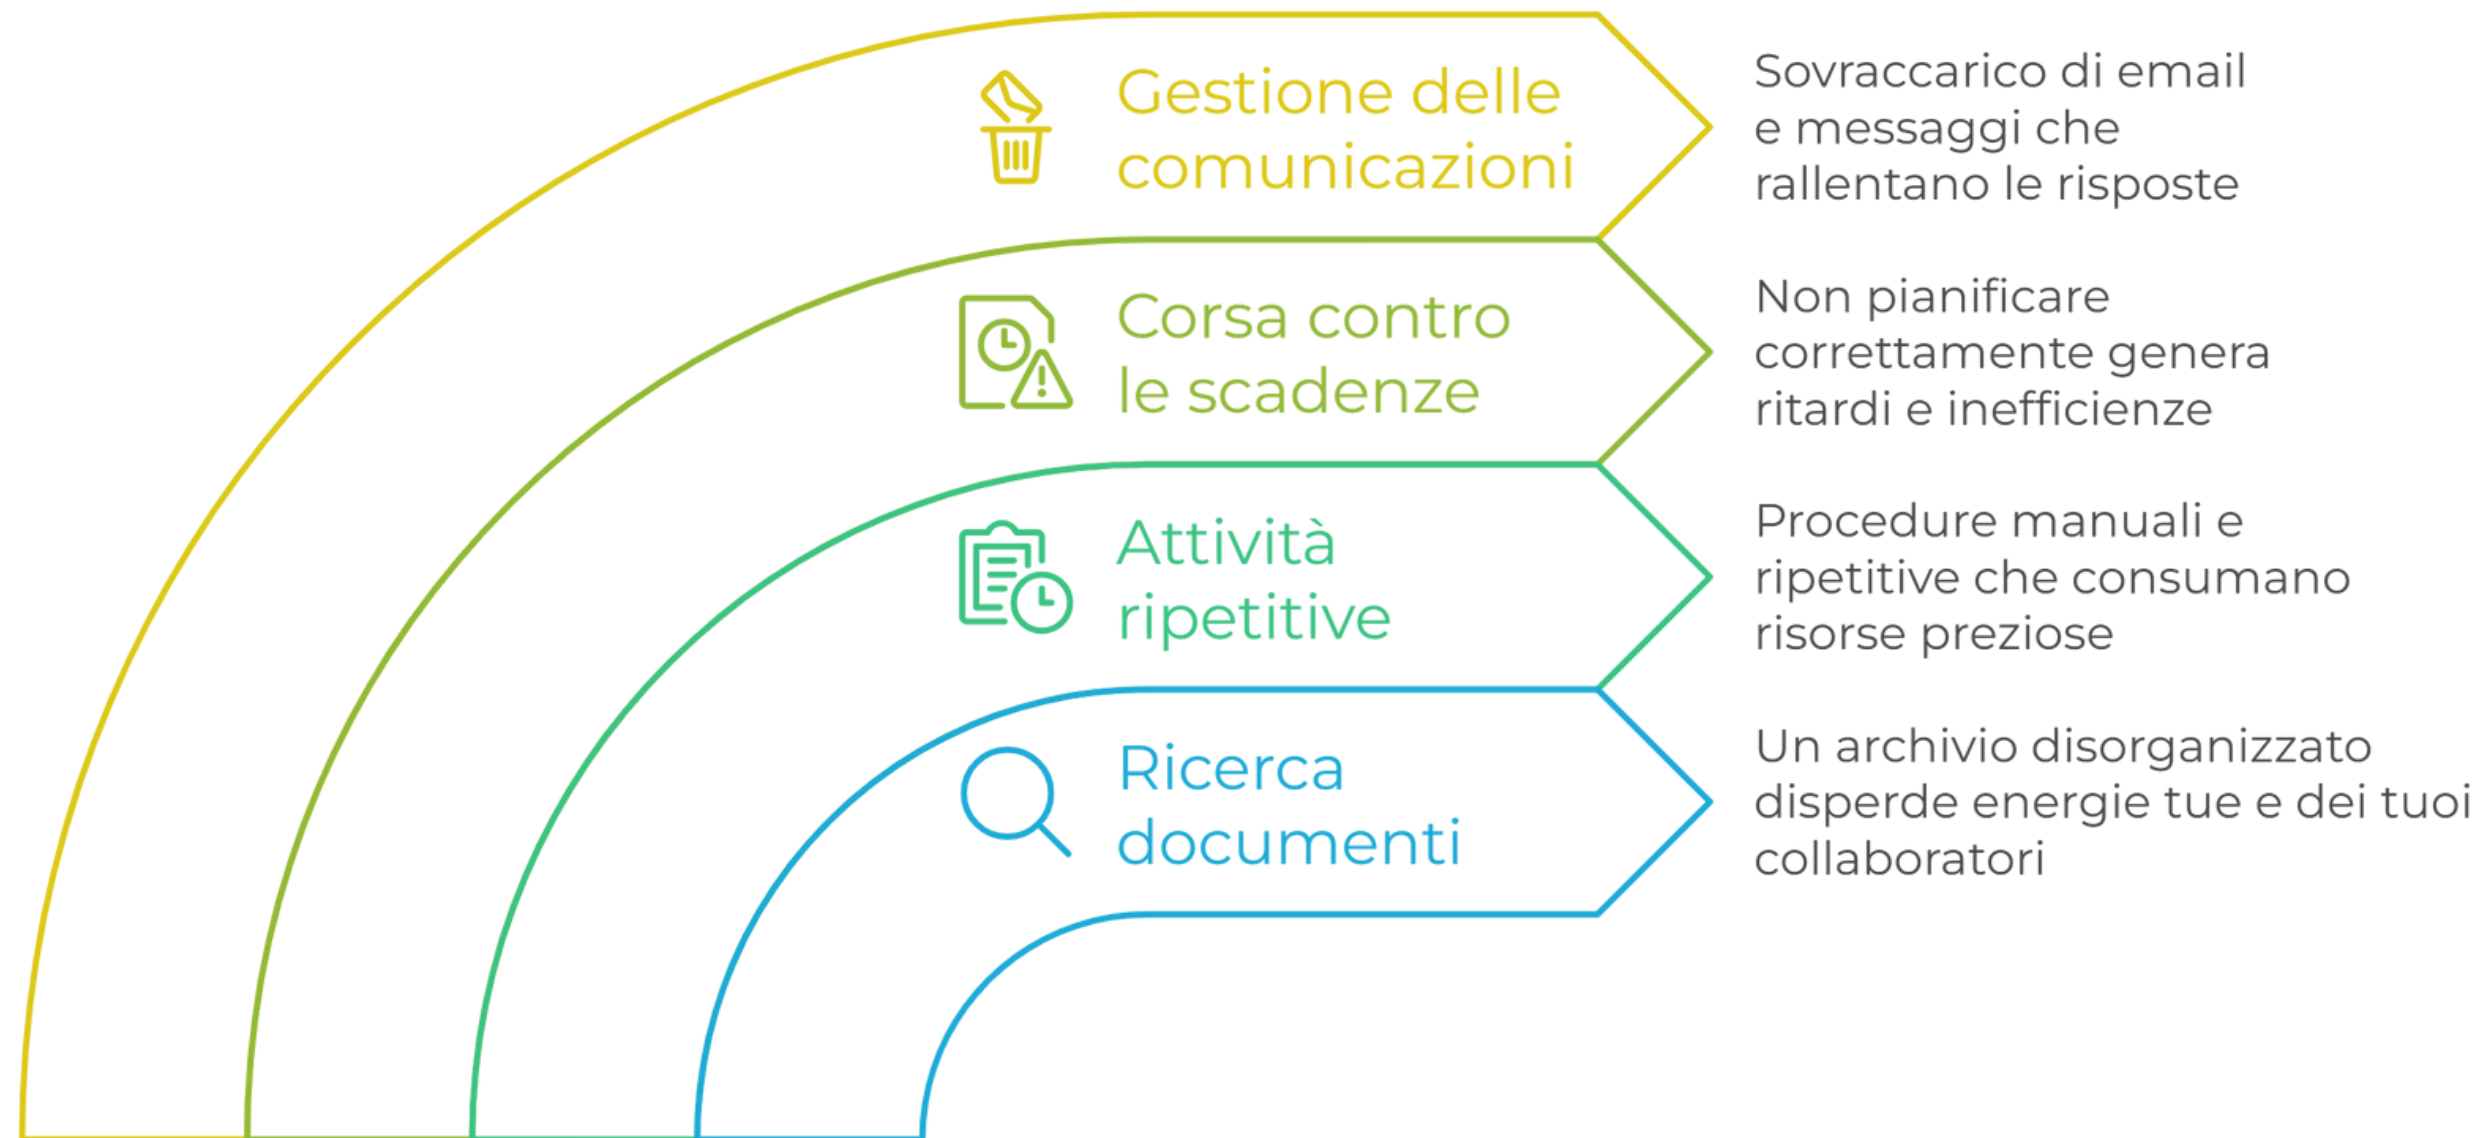 Gestione delle
comunicazioni
Sovraccarico di email
e messaggi che
rallentano le risposte
Corsa contro
le scadenze
Non pianificare
correttamente genera
ritardi e inefficienze
Attività
ripetitive
Procedure manuali e
ripetitive che consumano
risorse preziose
Ricerca
documenti
Un archivio disorganizzato
disperde energie tue e dei tuoi
collaboratori